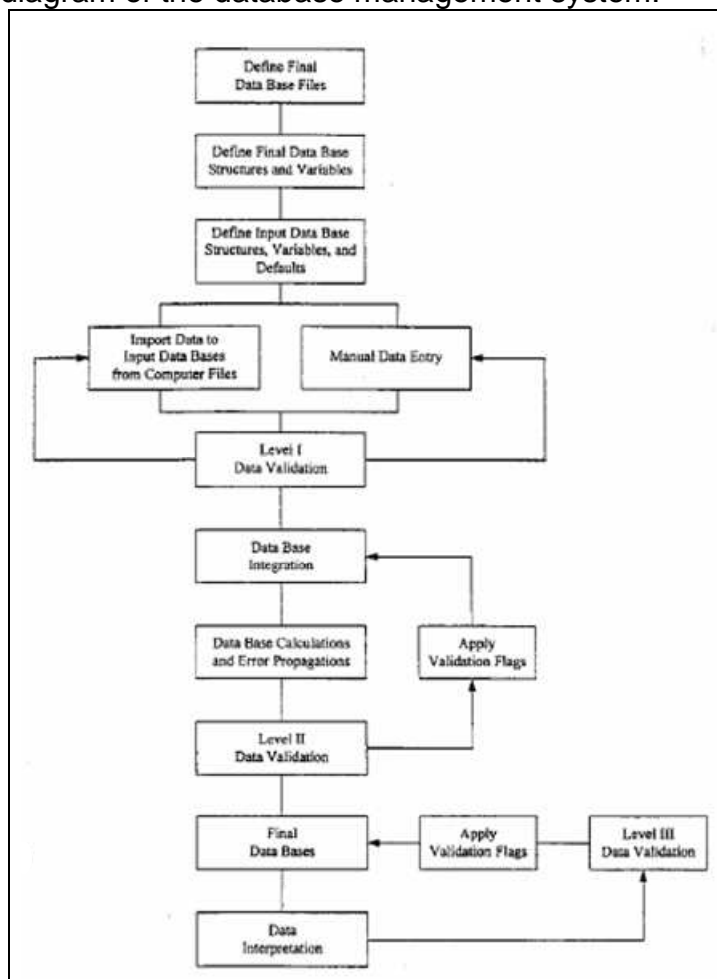 diagram of the database management system.
Define Final
Data Base Files
Define Final Data Base
Structures and Variables
Define Input Data Base
Structures, Variables, and
Defaults
Import Data to
Input Data Bases
from Computer Files
Manual Data Entry
Level I
Data Validation
Data Base
Integration
Data Base Calculations
and Error Propagations
Apply
Validation Flags
Level II
Data Validation
Final
Data Bases
Apply
Validation Flags
Level III
Data Validation
Data
Interpretation